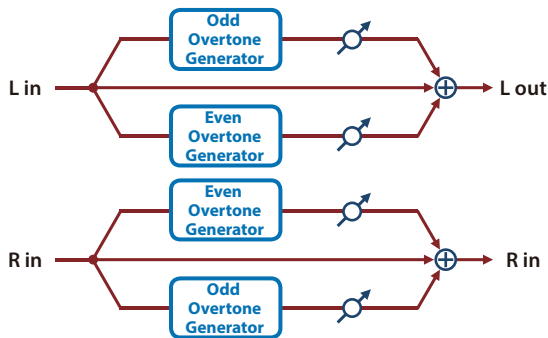 Odd
Overtone
Generator
L in
L out
Even
Overtone
Generator
Even
Overtone
Generator
R in
R in
Odd
Overtone
Generator